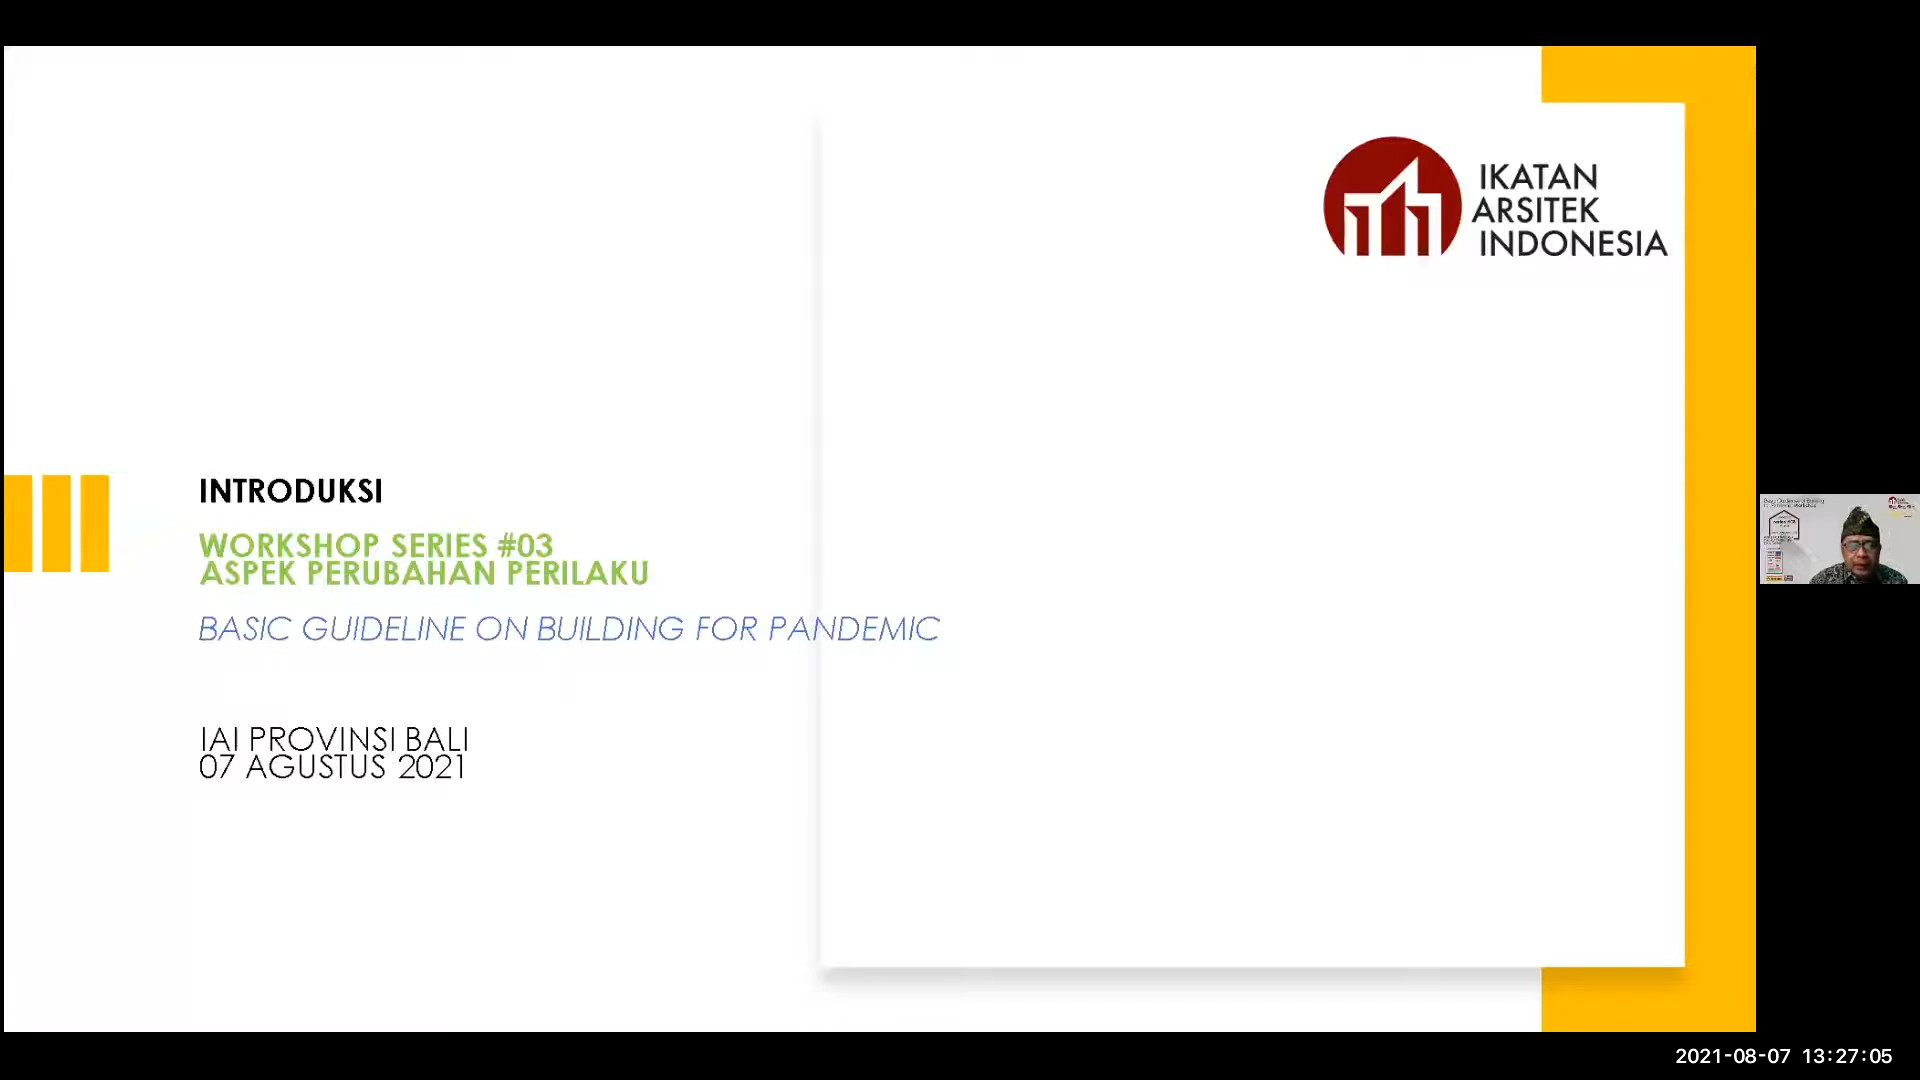 IKATAN
ARSITEK
INDONESIA
INTRODUKSI
WORKSHOP SERIES #03
ASPEK PERUBAHAN PERILAKU
BASIC GUIDELINE ON BUILDING FOR PANDEMIC
IAI PROVINSI BALI
07 AGUSTUS 2021
2021-08-07 13:27:05